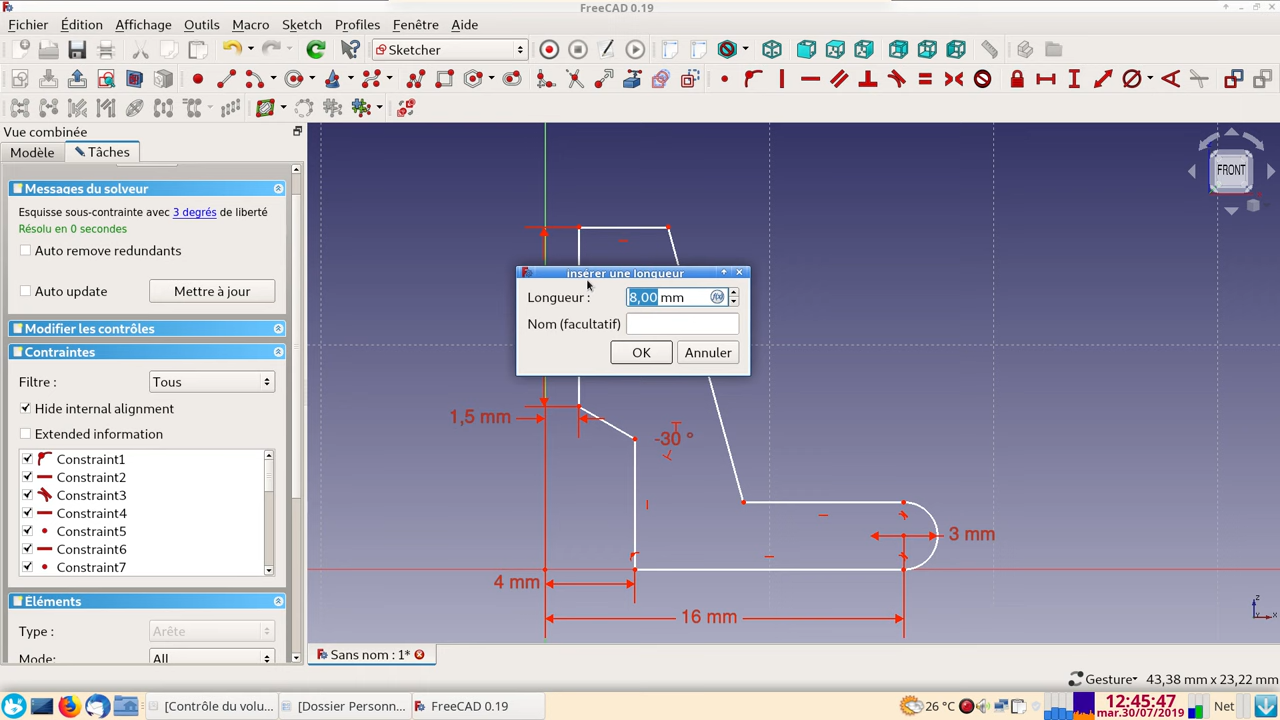 FreeCAD 0.19
Fichier Édition Affichage Outils Macro Sketch Profiles Fenêtre Aide
Sketcher
Vue combinée
Modèle Tâches
Messages du solveur
Esquisse sous-contrainte avec 3 degrés de liberté
Résolu en 0 secondes
Auto remove redundants
Auto update Mettre à jour
Modifier les contrôles
Contraintes
Filtre : Tous
Hide internal alignment
Extended information
Constraint1
Constraint2
Constraint3
Constraint4
Constraint5
Constraint6
Constraint7
Éléments
Type : Arête
Mode: All
FRONT
insérer une longueur
Longueur : 8,00 mm
Nom (facultatif)
OK Annuler
1,5 mm
-30 °
3 mm
4 mm
16 mm
Sans nom : 1*
Gesture 43,38 mm x 23,22 mm
[Contrôle du volu... [Dossier Personn... FreeCAD 0.19
26 °C
12:45:47
mar.30/07/2019
Net